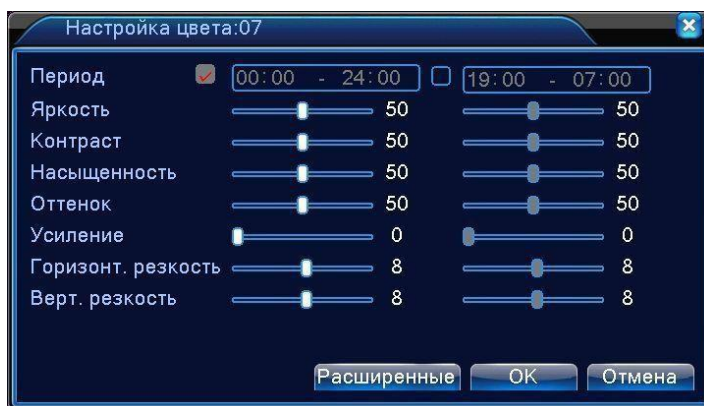 Настройка цвета:07
Период 00:00 - 24:00 19:00 - 07:00
Яркость 50 50
Контраст 50 50
Насыщенность 50 50
Оттенок 50 50
Усиление 0 0
Горизонт. резкость 8 8
Верт. резкость 8 8
Расширенные OK Отмена